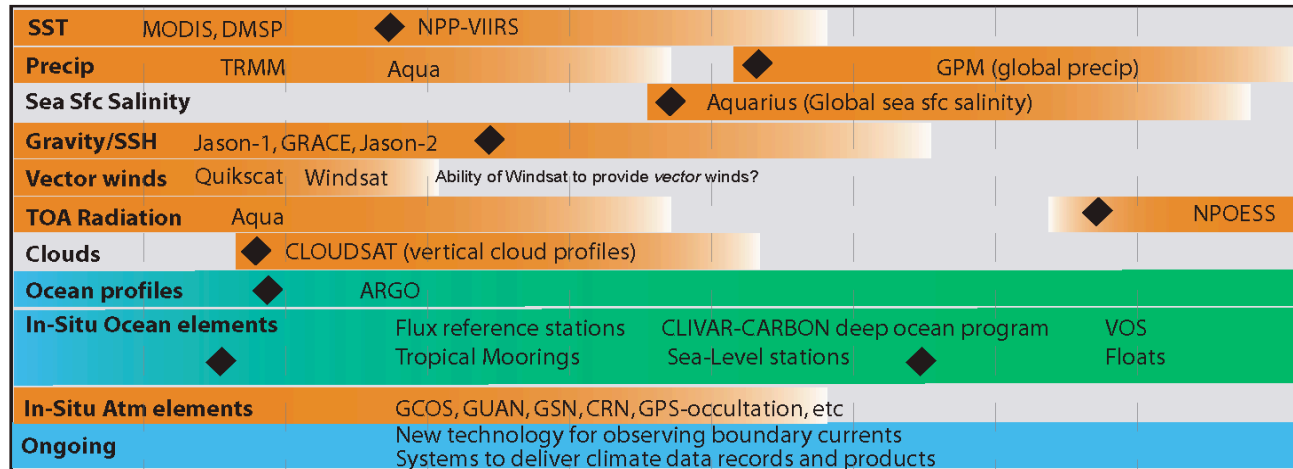 SST MODIS, DMSP NPP-VIIRS
Precip TRMM Aqua GPM (global precip)
Sea Sfc Salinity Aquarius (Global sea sfc salinity)
Gravity/SSH Jason-1, GRACE, Jason-2
Vector winds Quikscat Windsat Ability of Windsat to provide vector winds?
TOA Radiation Aqua NPOESS
Clouds CLOUDSAT (vertical cloud profiles)
Ocean profiles ARGO
In-Situ Ocean elements Flux reference stations CLIVAR-CARBON deep ocean program VOS
Tropical Moorings Sea-Level stations Floats
In-Situ Atm elements GCOS, GUAN, GSN, CRN, GPS-occultation, etc
Ongoing New technology for observing boundary currents
Systems to deliver climate data records and products